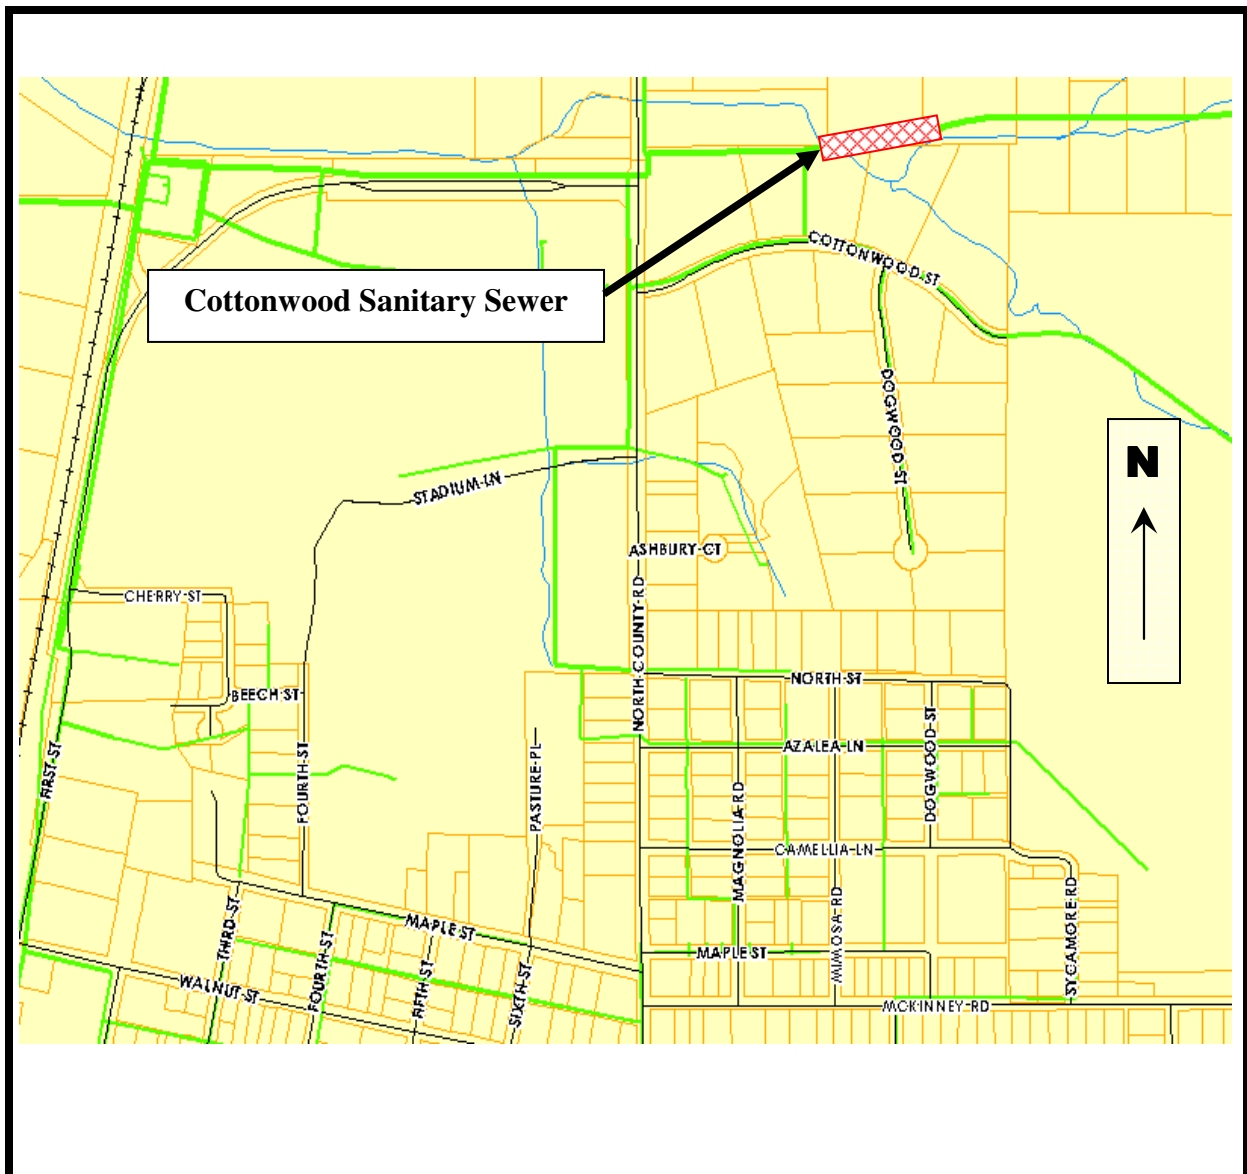 COTTONWOOD ST
Cottonwood Sanitary Sewer
DOGWOOD ST
N
STADIUM LN
ASHBURY CT
CHERRY ST
NORTH COUNTY RD
NORTH ST
BEECH ST
FIRST ST
FOURTH ST
PASTURE PL
AZALEA LN
DOGWOOD ST
MAGNOLIA RD
CAMELLIA LN
MIMOSA RD
SYCAMORE RD
THIRD ST
MAPLE ST
MAPLE ST
WALNUT ST
FOURTH ST
FIFTH ST
SIXTH ST
MCKINNEY RD